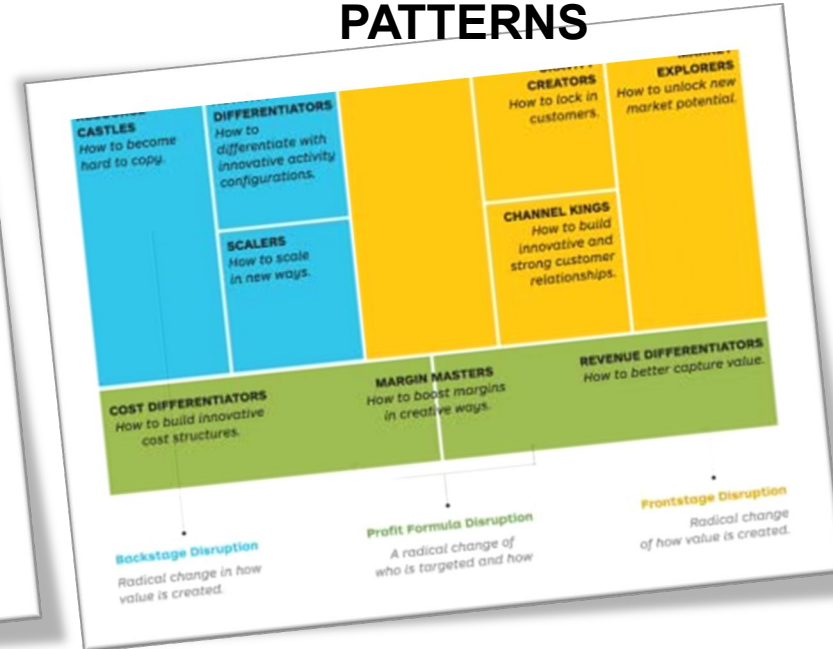 PATTERNS
CASTLES
How to become
hard to copy.
DIFFERENTIATORS
How to
differentiate with
innovative activity
configurations.
SCALERS
How to scale
in new ways.
CREATORS
How to lock in
customers.
CHANNEL KINGS
How to build
innovative and
strong customer
relationships.
EXPLORERS
How to unlock new
market potential.
COST DIFFERENTIATORS
How to build innovative
cost structures.
MARGIN MASTERS
How to boost margins
in creative ways.
REVENUE DIFFERENTIATORS
How to better capture value.
Backstage Disruption
Radical change in how
value is created.
Profit Formula Disruption
A radical change of
who is targeted and how
Frontstage Disruption
Radical change
of how value is created.